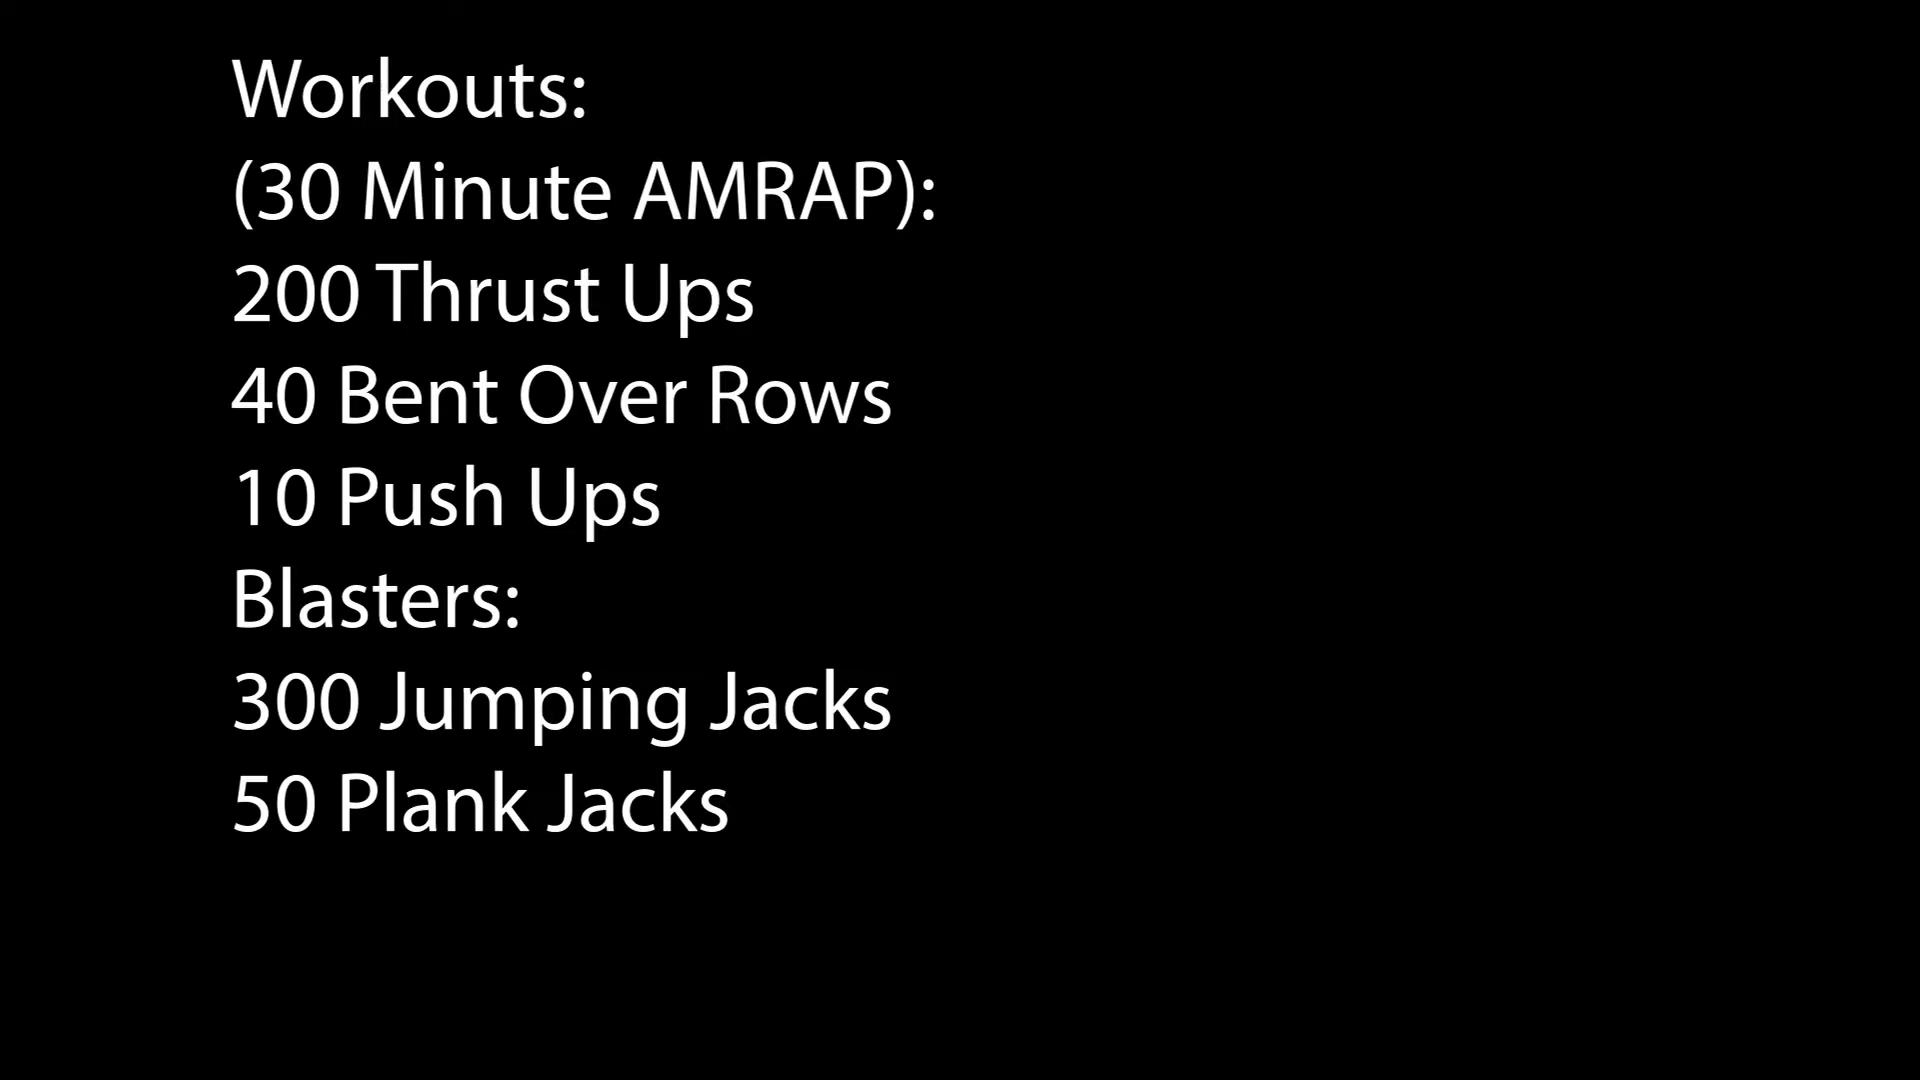 Workouts:
(30 Minute AMRAP):
200 Thrust Ups
40 Bent Over Rows
10 Push Ups
Blasters:
300 Jumping Jacks
50 Plank Jacks